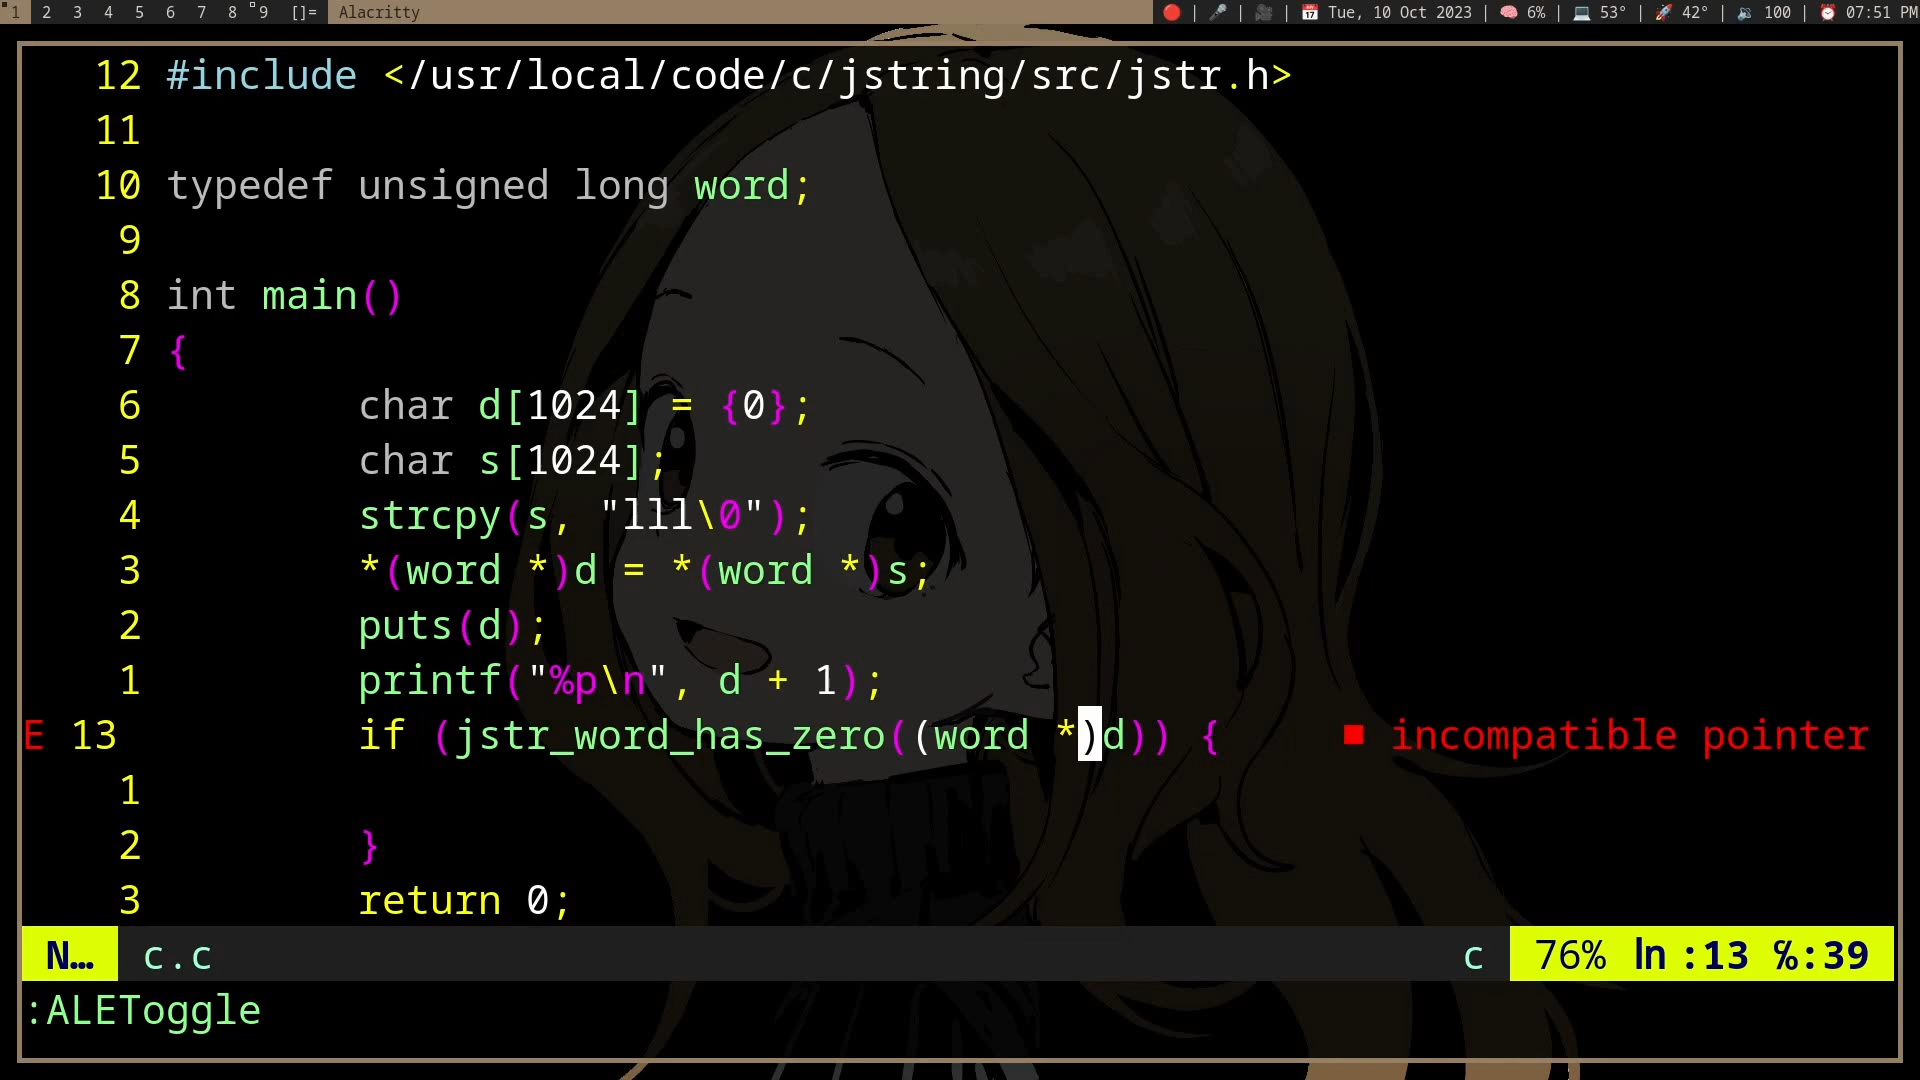 1 2 3 4 5 6 7 8 9 []= Alacritty | | | Tue, 10 Oct 2023 | 6% | 53° | 42° | 100 | 07:51 PM
12 #include </usr/local/code/c/jstring/src/jstr.h>
11
10 typedef unsigned long word;
9
8 int main()
7 {
6 char d[1024] = {0};
5 char s[1024];
4 strcpy(s, "lll\0");
3 *(word *)d = *(word *)s;
2 puts(d);
1 printf("%p\n", d + 1);
E 13 if (jstr_word_has_zero((word *)d)) { ■ incompatible pointer
1
2 }
3 return 0;
N… c.c c 76% ㏑:13 ℅:39
:ALEToggle